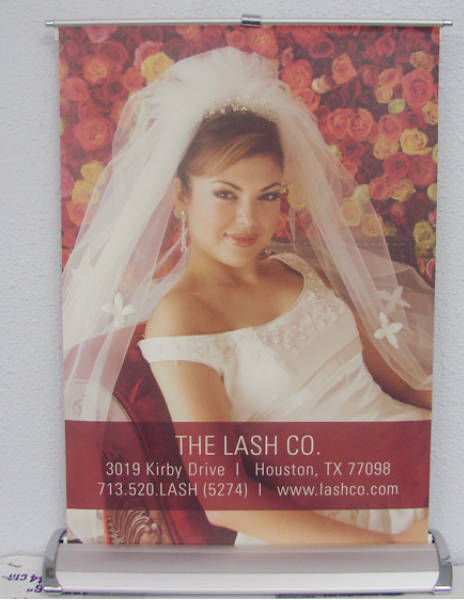 THE LASH CO.
3019 Kirby Drive I Houston, TX 77098
713.520.LASH (5274) I www.lashco.com